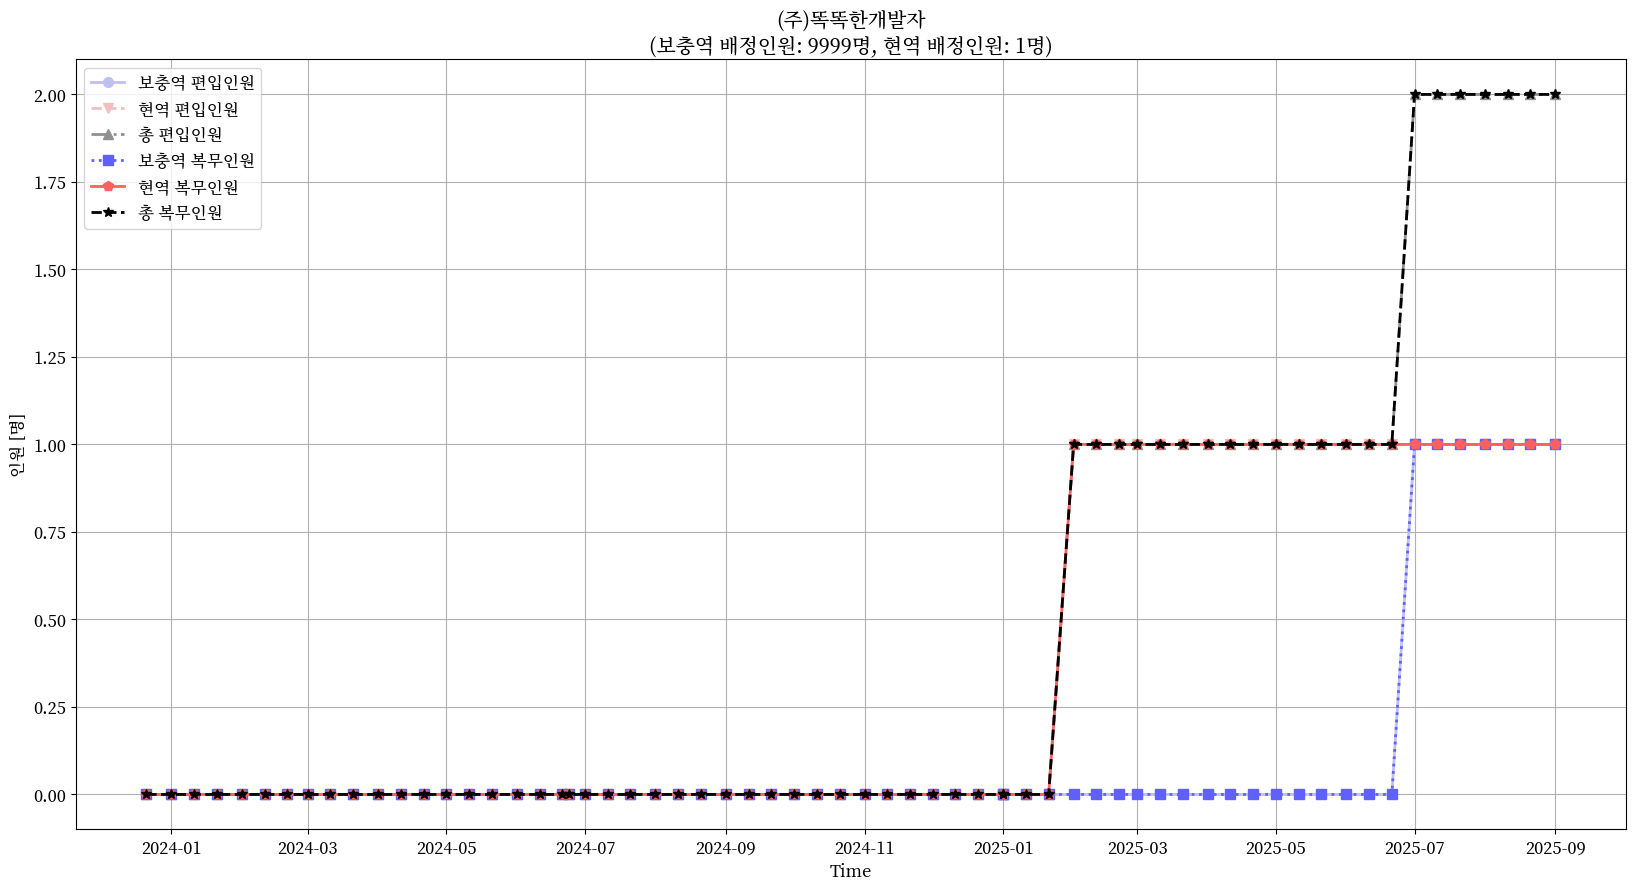 (주)똑똑한개발자
(보충역 배정인원: 9999명, 현역 배정인원: 1명)
보충역 편입인원
현역 편입인원
총 편입인원
보충역 복무인원
현역 복무인원
총 복무인원
2.00
1.75
1.50
1.25
1.00
0.75
0.50
0.25
0.00
인원 [명]
2024-01 2024-03 2024-05 2024-07 2024-09 2024-11 2025-01 2025-03 2025-05 2025-07 2025-09
Time